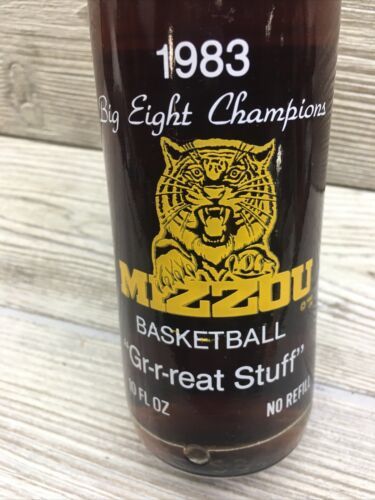 1983
Big Eight Champions
MIZZOU
BASKETBALL
"Gr-r-reat Stuff"
10 FL OZ NO REFILL